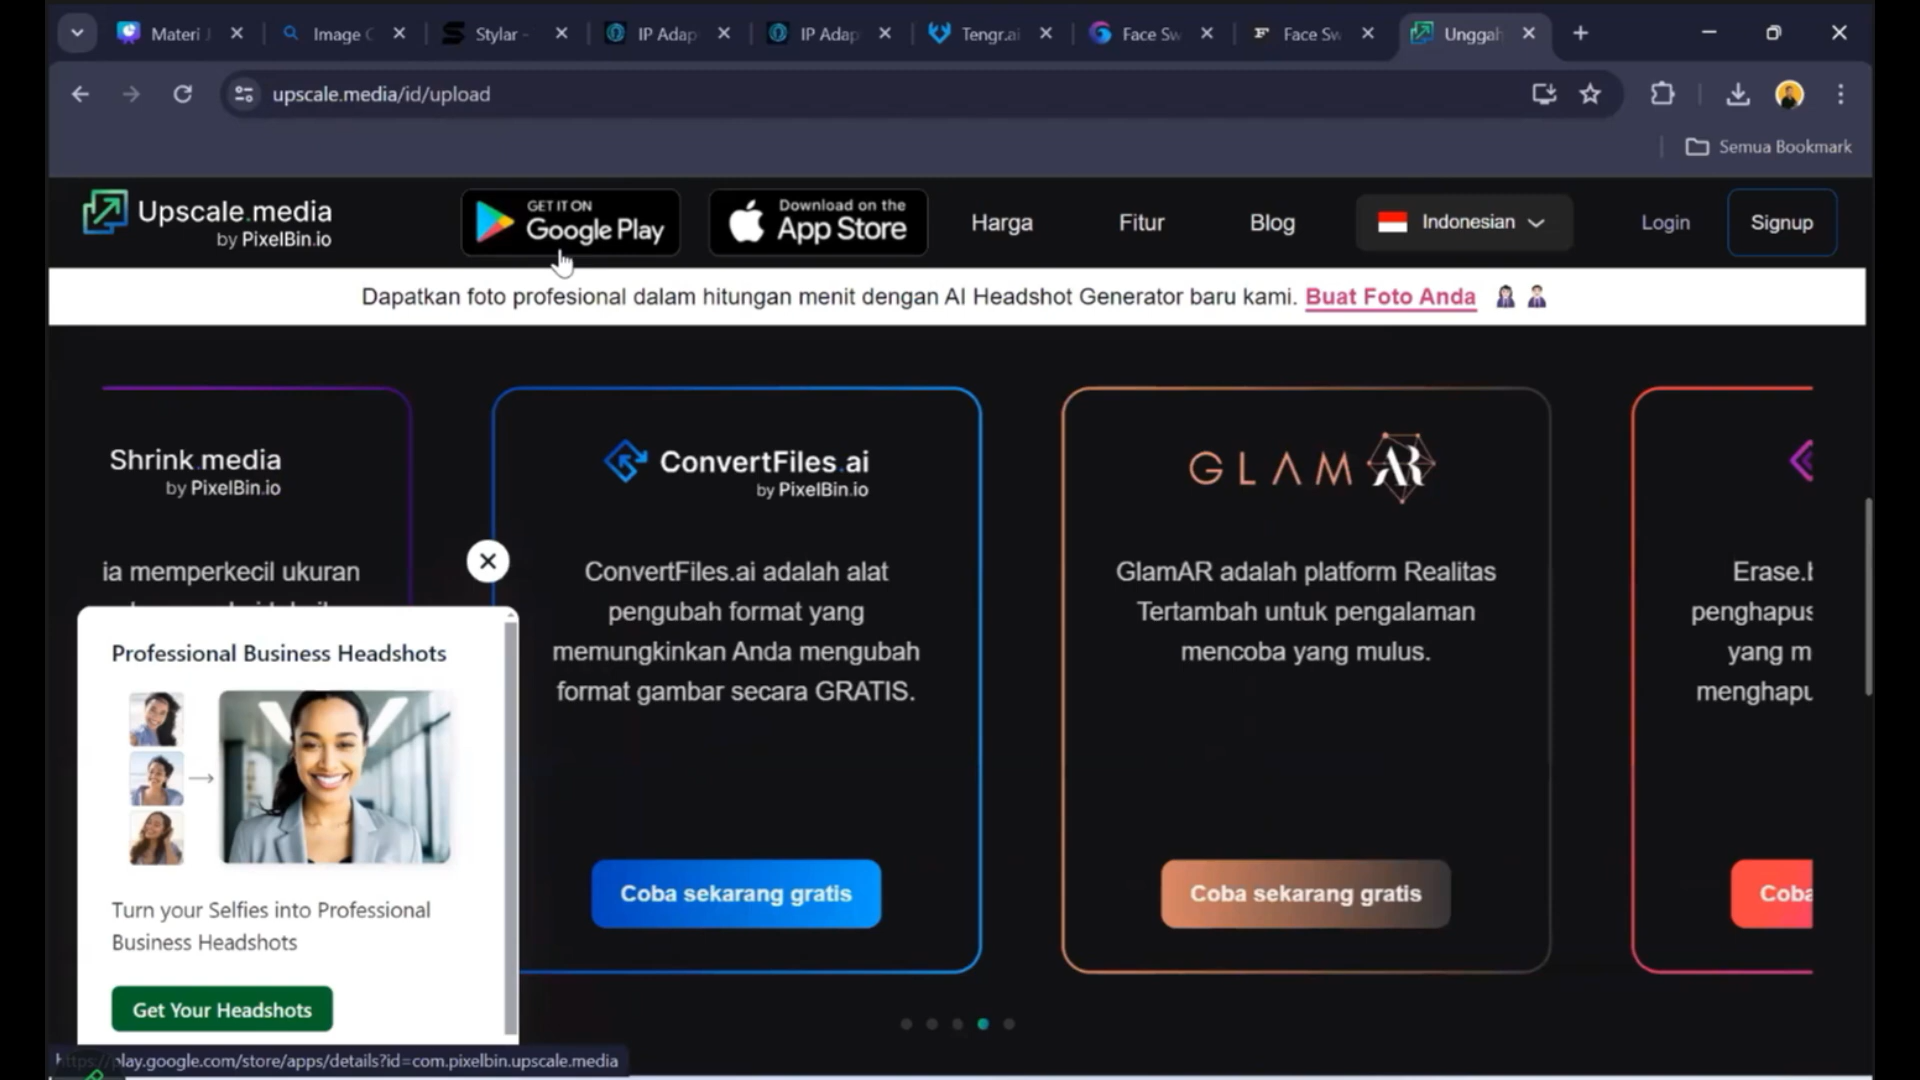 Materi J
Image C
Stylar -
IP Adap
IP Adap
Tengr.ai
Face Sw
Face Sw
Unggah
upscale.media/id/upload
Semua Bookmark
Upscale.media
by PixelBin.io
GET IT ON
Google Play
Download on the
App Store
Harga
Fitur
Blog
Indonesian
Login
Signup
Dapatkan foto profesional dalam hitungan menit dengan AI Headshot Generator baru kami. Buat Foto Anda
Shrink.media
by PixelBin.io
ia memperkecil ukuran
ConvertFiles.ai
by PixelBin.io
ConvertFiles.ai adalah alat
pengubah format yang
memungkinkan Anda mengubah
format gambar secara GRATIS.
Coba sekarang gratis
GLAMAR
GlamAR adalah platform Realitas
Tertambah untuk pengalaman
mencoba yang mulus.
Coba sekarang gratis
Erase.b
penghapus
yang m
menghapu
Coba
Professional Business Headshots
Turn your Selfies into Professional
Business Headshots
Get Your Headshots
https://play.google.com/store/apps/details?id=com.pixelbin.upscale.media